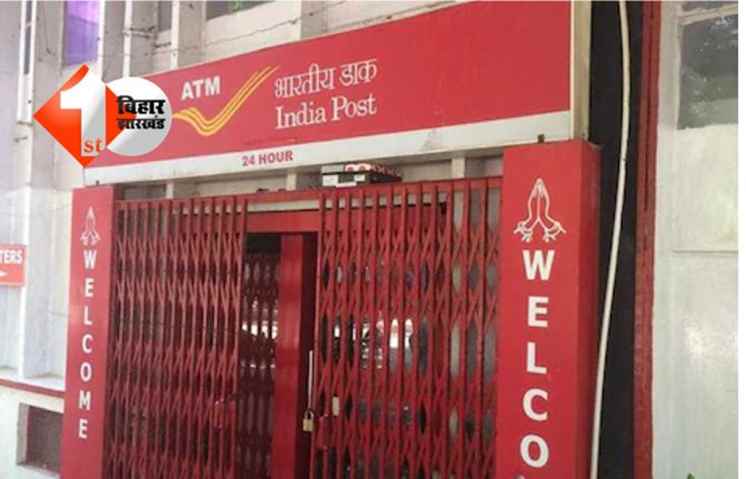 1st
बिहार
झारखंड
ATM
भारतीय डाक
India Post
24 HOUR
TERS
WELCOME
WELCO